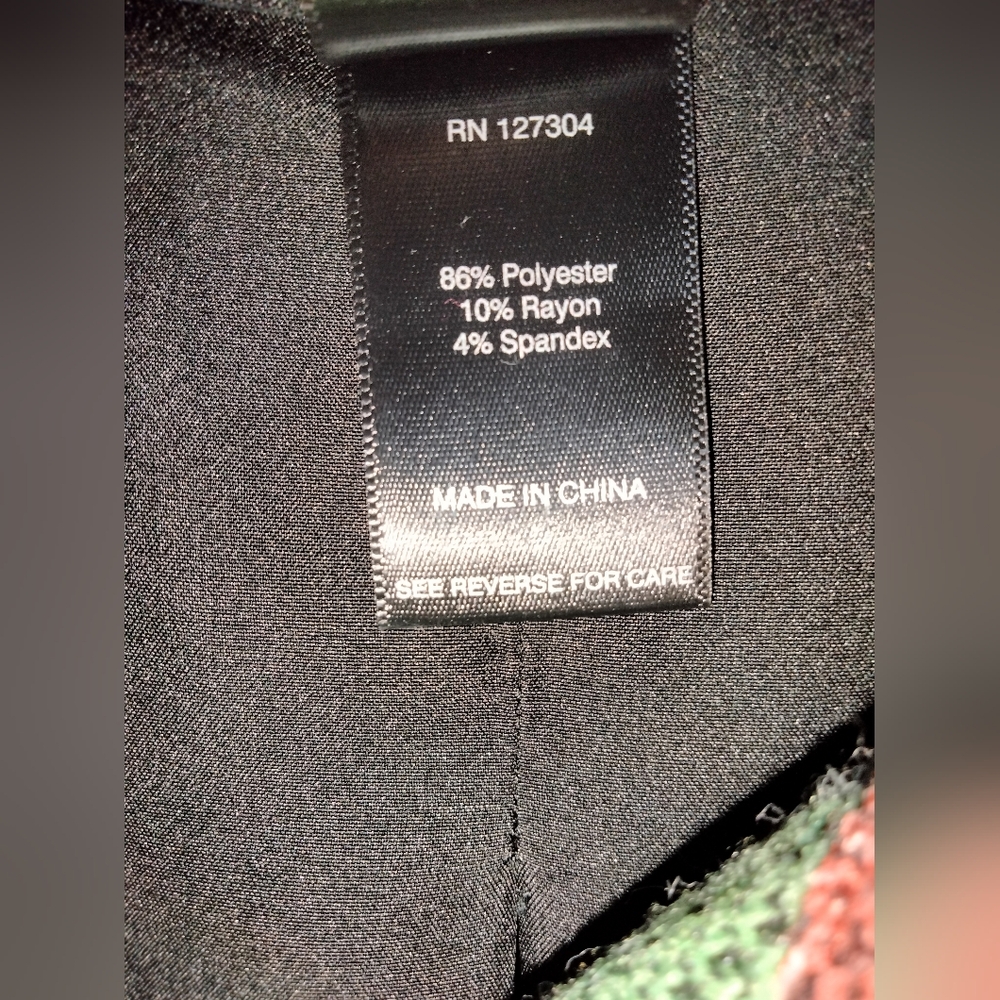 RN 127304
86% Polyester
10% Rayon
4% Spandex
MADE IN CHINA
SEE REVERSE FOR CARE